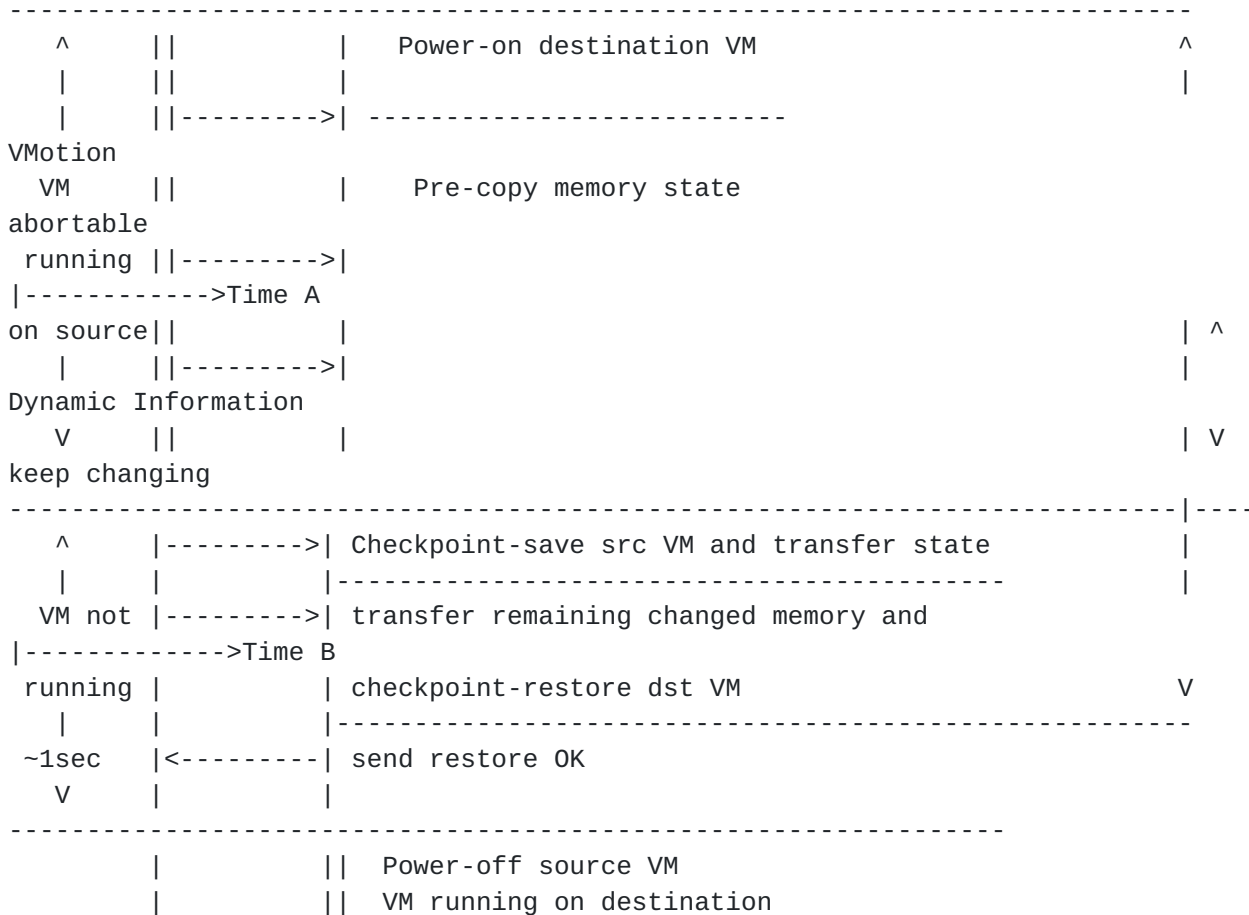 ----------------------------------------------------------------------------
   ^     ||          |   Power-on destination VM                           ^
   |     ||          |                                                     |
   |     ||--------->| ---------------------------
VMotion
  VM     ||          |    Pre-copy memory state
abortable
 running ||--------->|
|------------>Time A
on source||          |                                                     | ^
   |     ||--------->|                                                     |
Dynamic Information
   V     ||          |                                                     | V
keep changing
---------------------------------------------------------------------------|----
   ^     |--------->| Checkpoint-save src VM and transfer state            |
   |     |          |-------------------------------------------           |
  VM not |--------->| transfer remaining changed memory and
|------------->Time B
 running |          | checkpoint-restore dst VM                            V
   |     |          |-------------------------------------------------------
 ~1sec   |<---------| send restore OK
   V     |          |
----------------------------------------------------------------
         |          ||  Power-off source VM
         |          ||  VM running on destination